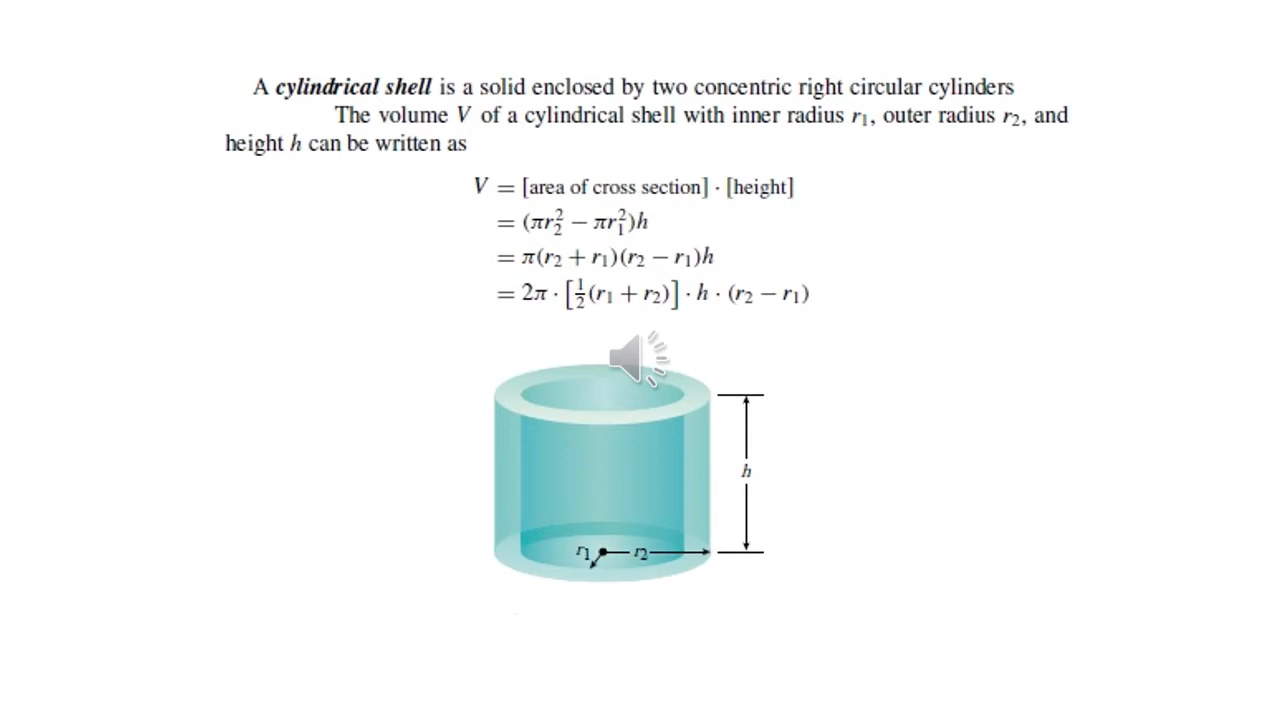 A cylindrical shell is a solid enclosed by two concentric right circular cylinders
The volume V of a cylindrical shell with inner radius r₁, outer radius r₂, and
height h can be written as
V = [area of cross section] · [height]
= (πr₂² − πr₁²)h
= π(r₂ + r₁)(r₂ − r₁)h
= 2π · [½(r₁ + r₂)] · h · (r₂ − r₁)
h
r₁ r₂